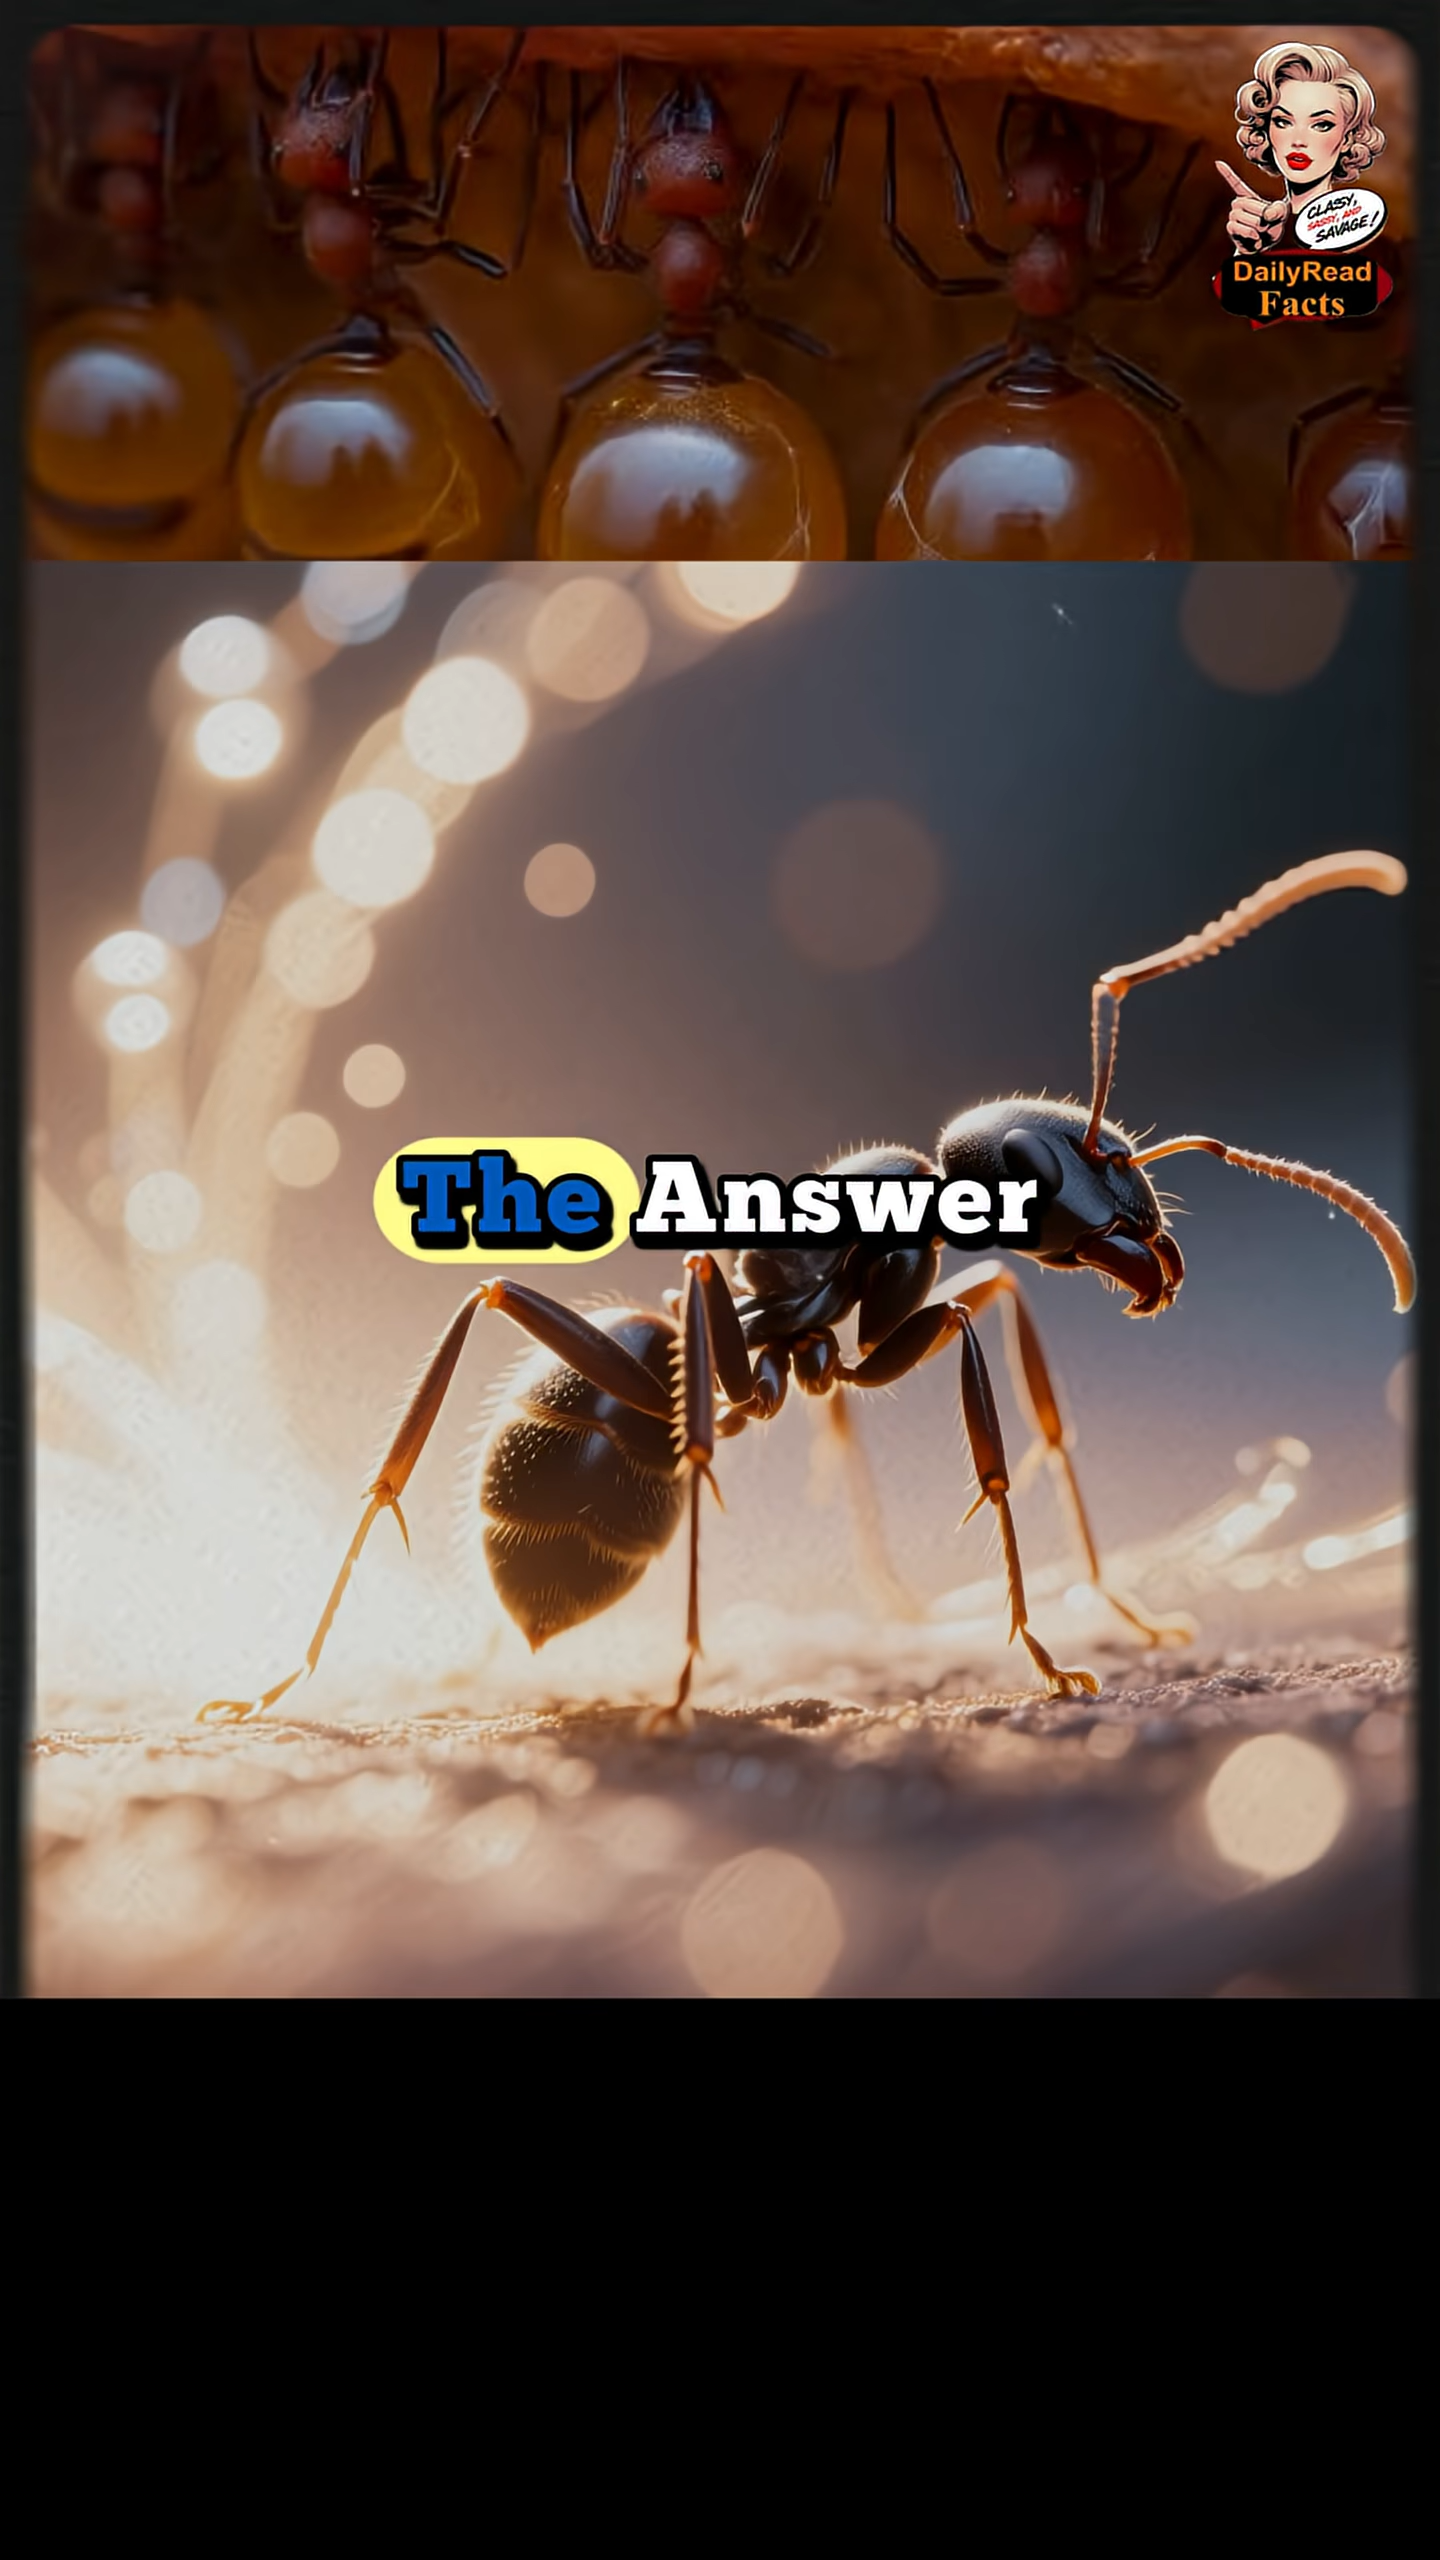 CLASSY,
SASSY, AND
SAVAGE!
DailyRead
Facts
The Answer